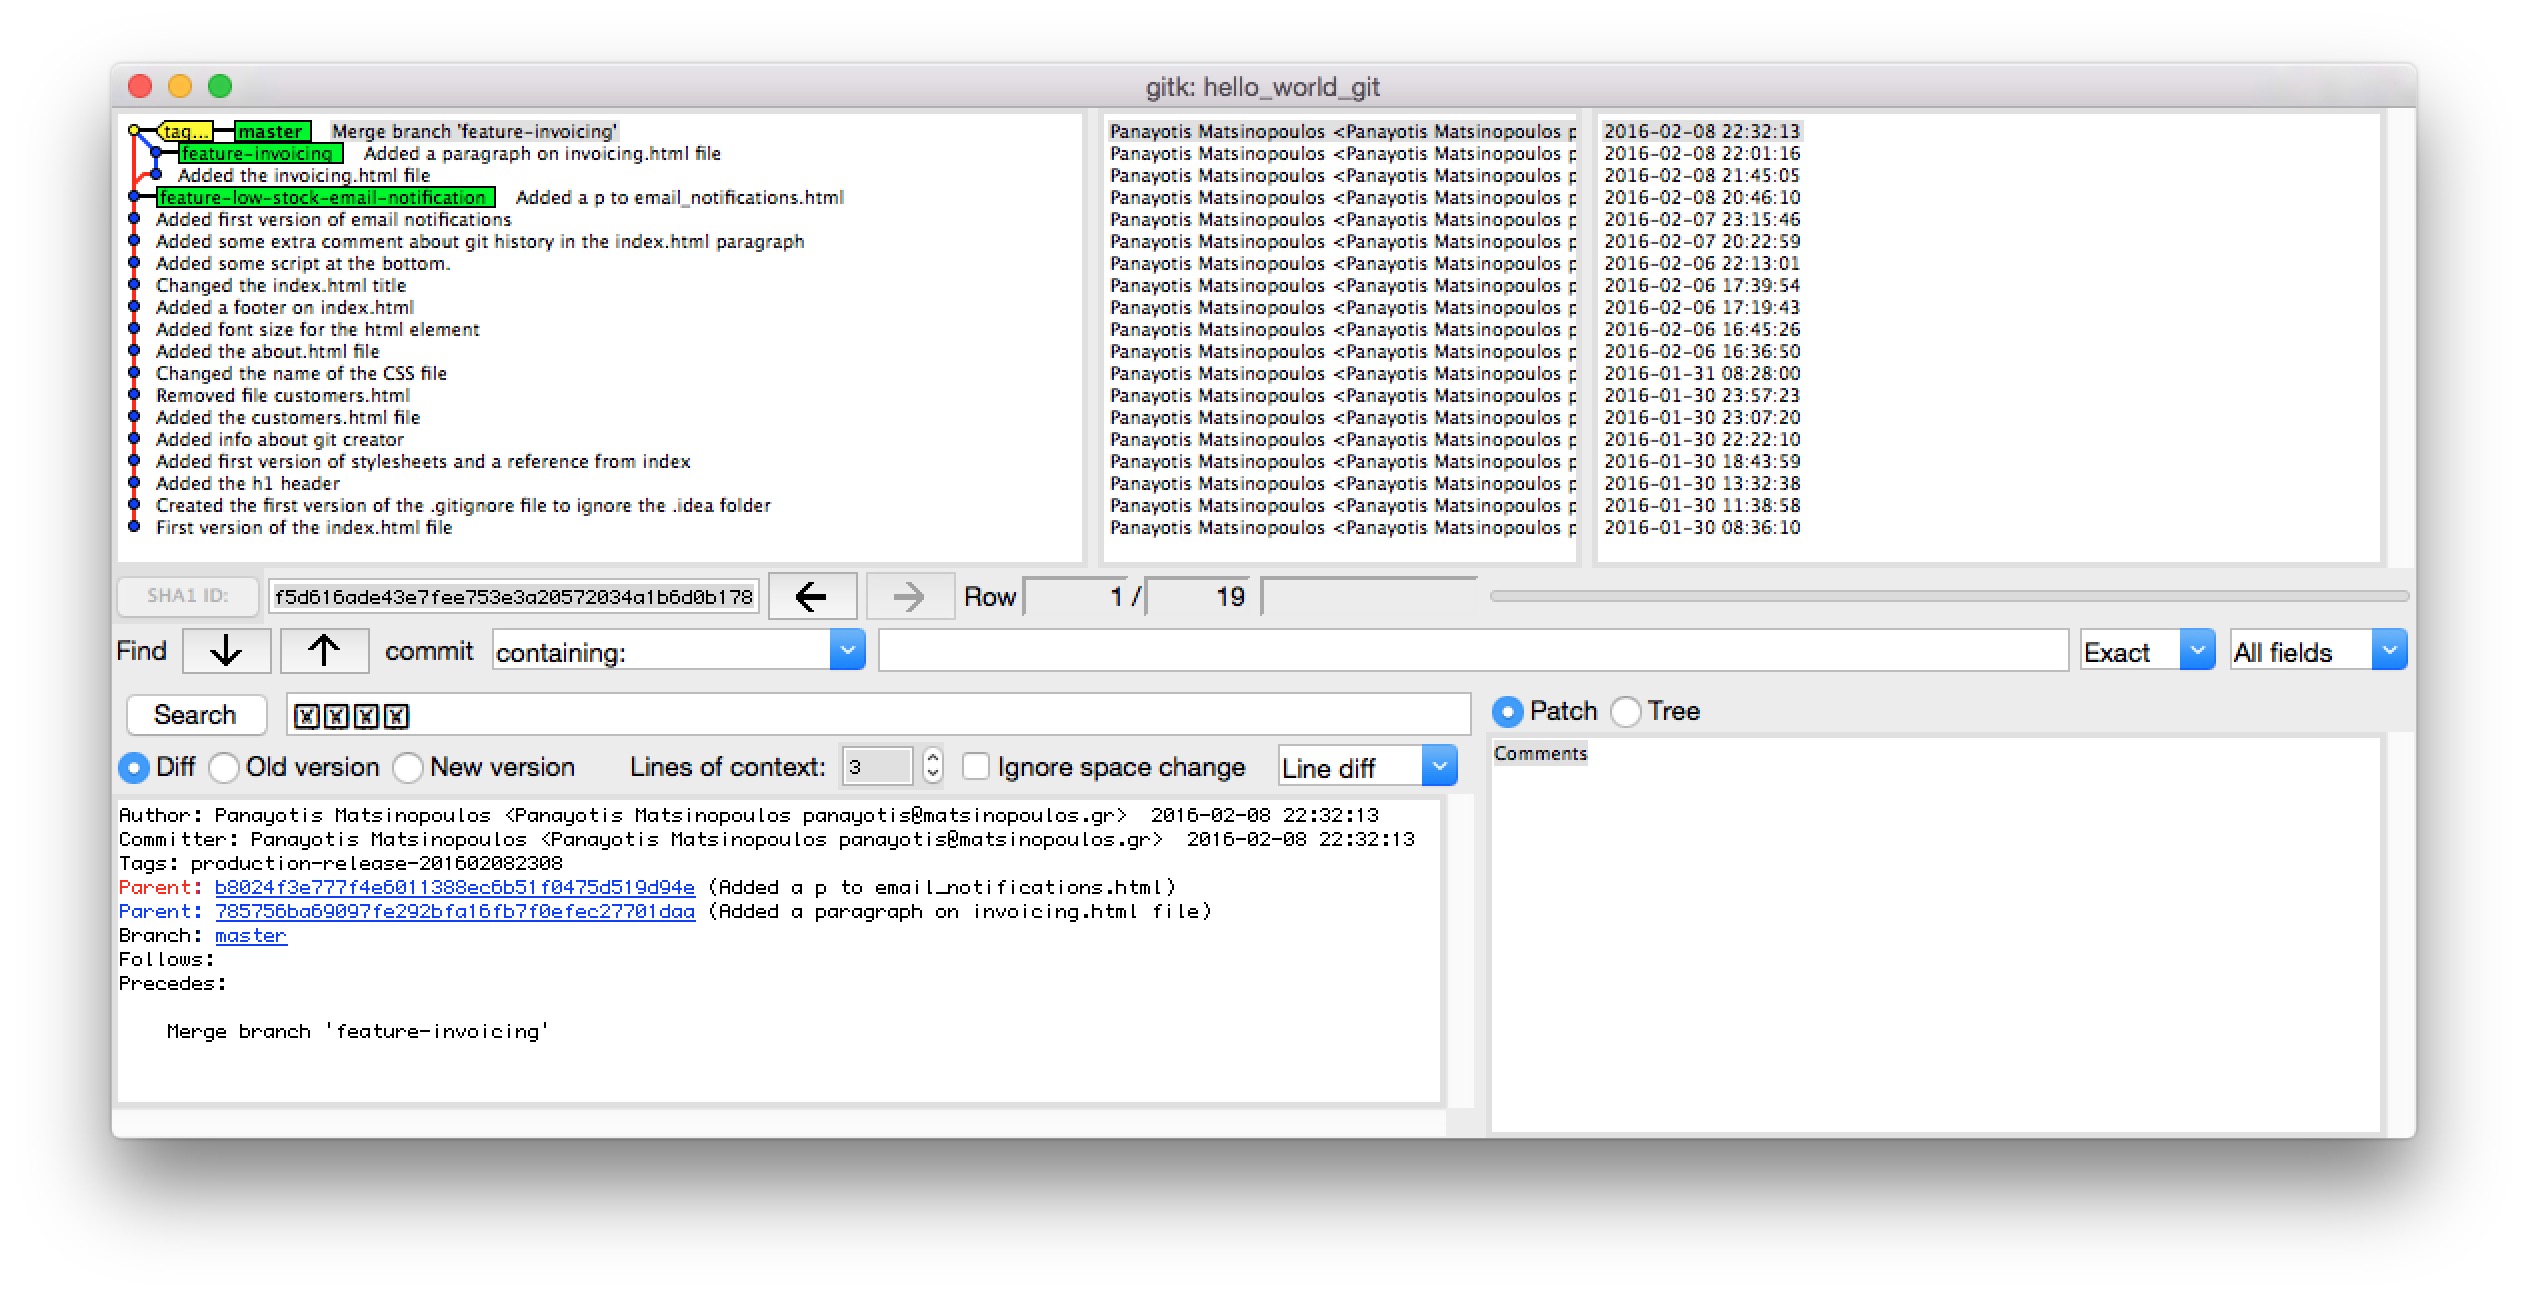 gitk: hello_world_git
tag... master Merge branch 'feature-invoicing' Panayotis Matsinopoulos <Panayotis Matsinopoulos p 2016-02-08 22:32:13
feature-invoicing Added a paragraph on invoicing.html file Panayotis Matsinopoulos <Panayotis Matsinopoulos p 2016-02-08 22:01:16
Added the invoicing.html file Panayotis Matsinopoulos <Panayotis Matsinopoulos p 2016-02-08 21:45:05
feature-low-stock-email-notification Added a p to email_notifications.html Panayotis Matsinopoulos <Panayotis Matsinopoulos p 2016-02-08 20:46:10
Added first version of email notifications Panayotis Matsinopoulos <Panayotis Matsinopoulos p 2016-02-07 23:15:46
Added some extra comment about git history in the index.html paragraph Panayotis Matsinopoulos <Panayotis Matsinopoulos p 2016-02-07 20:22:59
Added some script at the bottom. Panayotis Matsinopoulos <Panayotis Matsinopoulos p 2016-02-06 22:13:01
Changed the index.html title Panayotis Matsinopoulos <Panayotis Matsinopoulos p 2016-02-06 17:39:54
Added a footer on index.html Panayotis Matsinopoulos <Panayotis Matsinopoulos p 2016-02-06 17:19:43
Added font size for the html element Panayotis Matsinopoulos <Panayotis Matsinopoulos p 2016-02-06 16:45:26
Added the about.html file Panayotis Matsinopoulos <Panayotis Matsinopoulos p 2016-02-06 16:36:50
Changed the name of the CSS file Panayotis Matsinopoulos <Panayotis Matsinopoulos p 2016-01-31 08:28:00
Removed file customers.html Panayotis Matsinopoulos <Panayotis Matsinopoulos p 2016-01-30 23:57:23
Added the customers.html file Panayotis Matsinopoulos <Panayotis Matsinopoulos p 2016-01-30 23:07:20
Added info about git creator Panayotis Matsinopoulos <Panayotis Matsinopoulos p 2016-01-30 22:22:10
Added first version of stylesheets and a reference from index Panayotis Matsinopoulos <Panayotis Matsinopoulos p 2016-01-30 18:43:59
Added the h1 header Panayotis Matsinopoulos <Panayotis Matsinopoulos p 2016-01-30 13:32:38
Created the first version of the .gitignore file to ignore the .idea folder Panayotis Matsinopoulos <Panayotis Matsinopoulos p 2016-01-30 11:38:58
First version of the index.html file Panayotis Matsinopoulos <Panayotis Matsinopoulos p 2016-01-30 08:36:10
SHA1 ID: f5d616ade43e7fee753e3a20572034a1b6d0b178 Row 1 / 19
Find commit containing: Exact All fields
Search
Patch Tree
Diff Old version New version Lines of context: 3 Ignore space change Line diff
Comments
Author: Panayotis Matsinopoulos <Panayotis Matsinopoulos panayotis@matsinopoulos.gr> 2016-02-08 22:32:13
Committer: Panayotis Matsinopoulos <Panayotis Matsinopoulos panayotis@matsinopoulos.gr> 2016-02-08 22:32:13
Tags: production-release-201602082308
Parent: b8024f3e777f4e6011388ec6b51f0475d519d94e (Added a p to email_notifications.html)
Parent: 785756ba69097fe292bfa16fb7f0efec27701daa (Added a paragraph on invoicing.html file)
Branch: master
Follows:
Precedes:
Merge branch 'feature-invoicing'